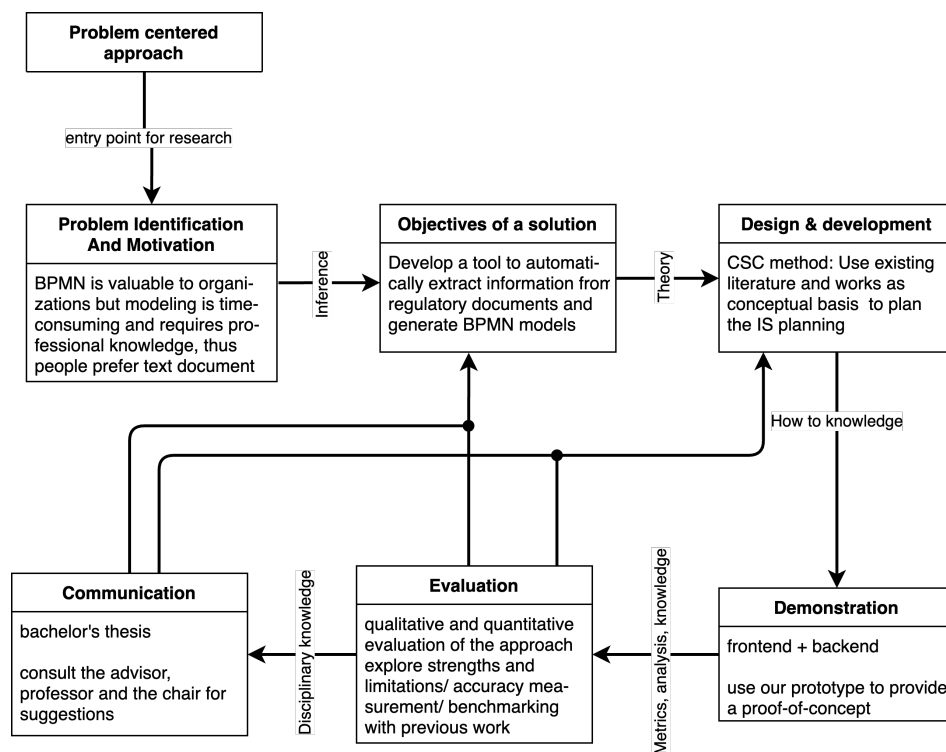 Problem centered
approach
entry point for research
Problem Identification
And Motivation
BPMN is valuable to organi-
zations but modeling is time-
consuming and requires pro-
fessional knowledge, thus
people prefer text document
Inference
Objectives of a solution
Develop a tool to automati-
cally extract information from
regulatory documents and
generate BPMN models
Theory
Design & development
CSC method: Use existing
literature and works as
conceptual basis to plan
the IS planning
How to knowledge
Demonstration
frontend + backend
use our prototype to provide
a proof-of-concept
Metrics, analysis, knowledge
Evaluation
qualitative and quantitative
evaluation of the approach
explore strengths and
limitations/ accuracy mea-
surement/ benchmarking
with previous work
Disciplinary knowledge
Communication
bachelor's thesis
consult the advisor,
professor and the chair for
suggestions